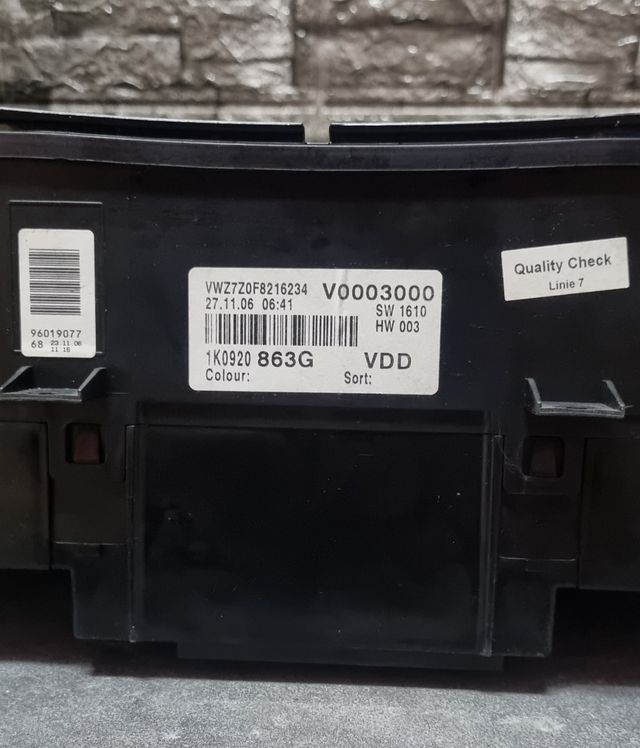 96019077
68 23 11 06
11 16
VWZ7Z0F8216234 V0003000
27.11.06 06:41
SW 1610
HW 003
1K0920 863G VDD
Colour: Sort:
Quality Check
Linie 7